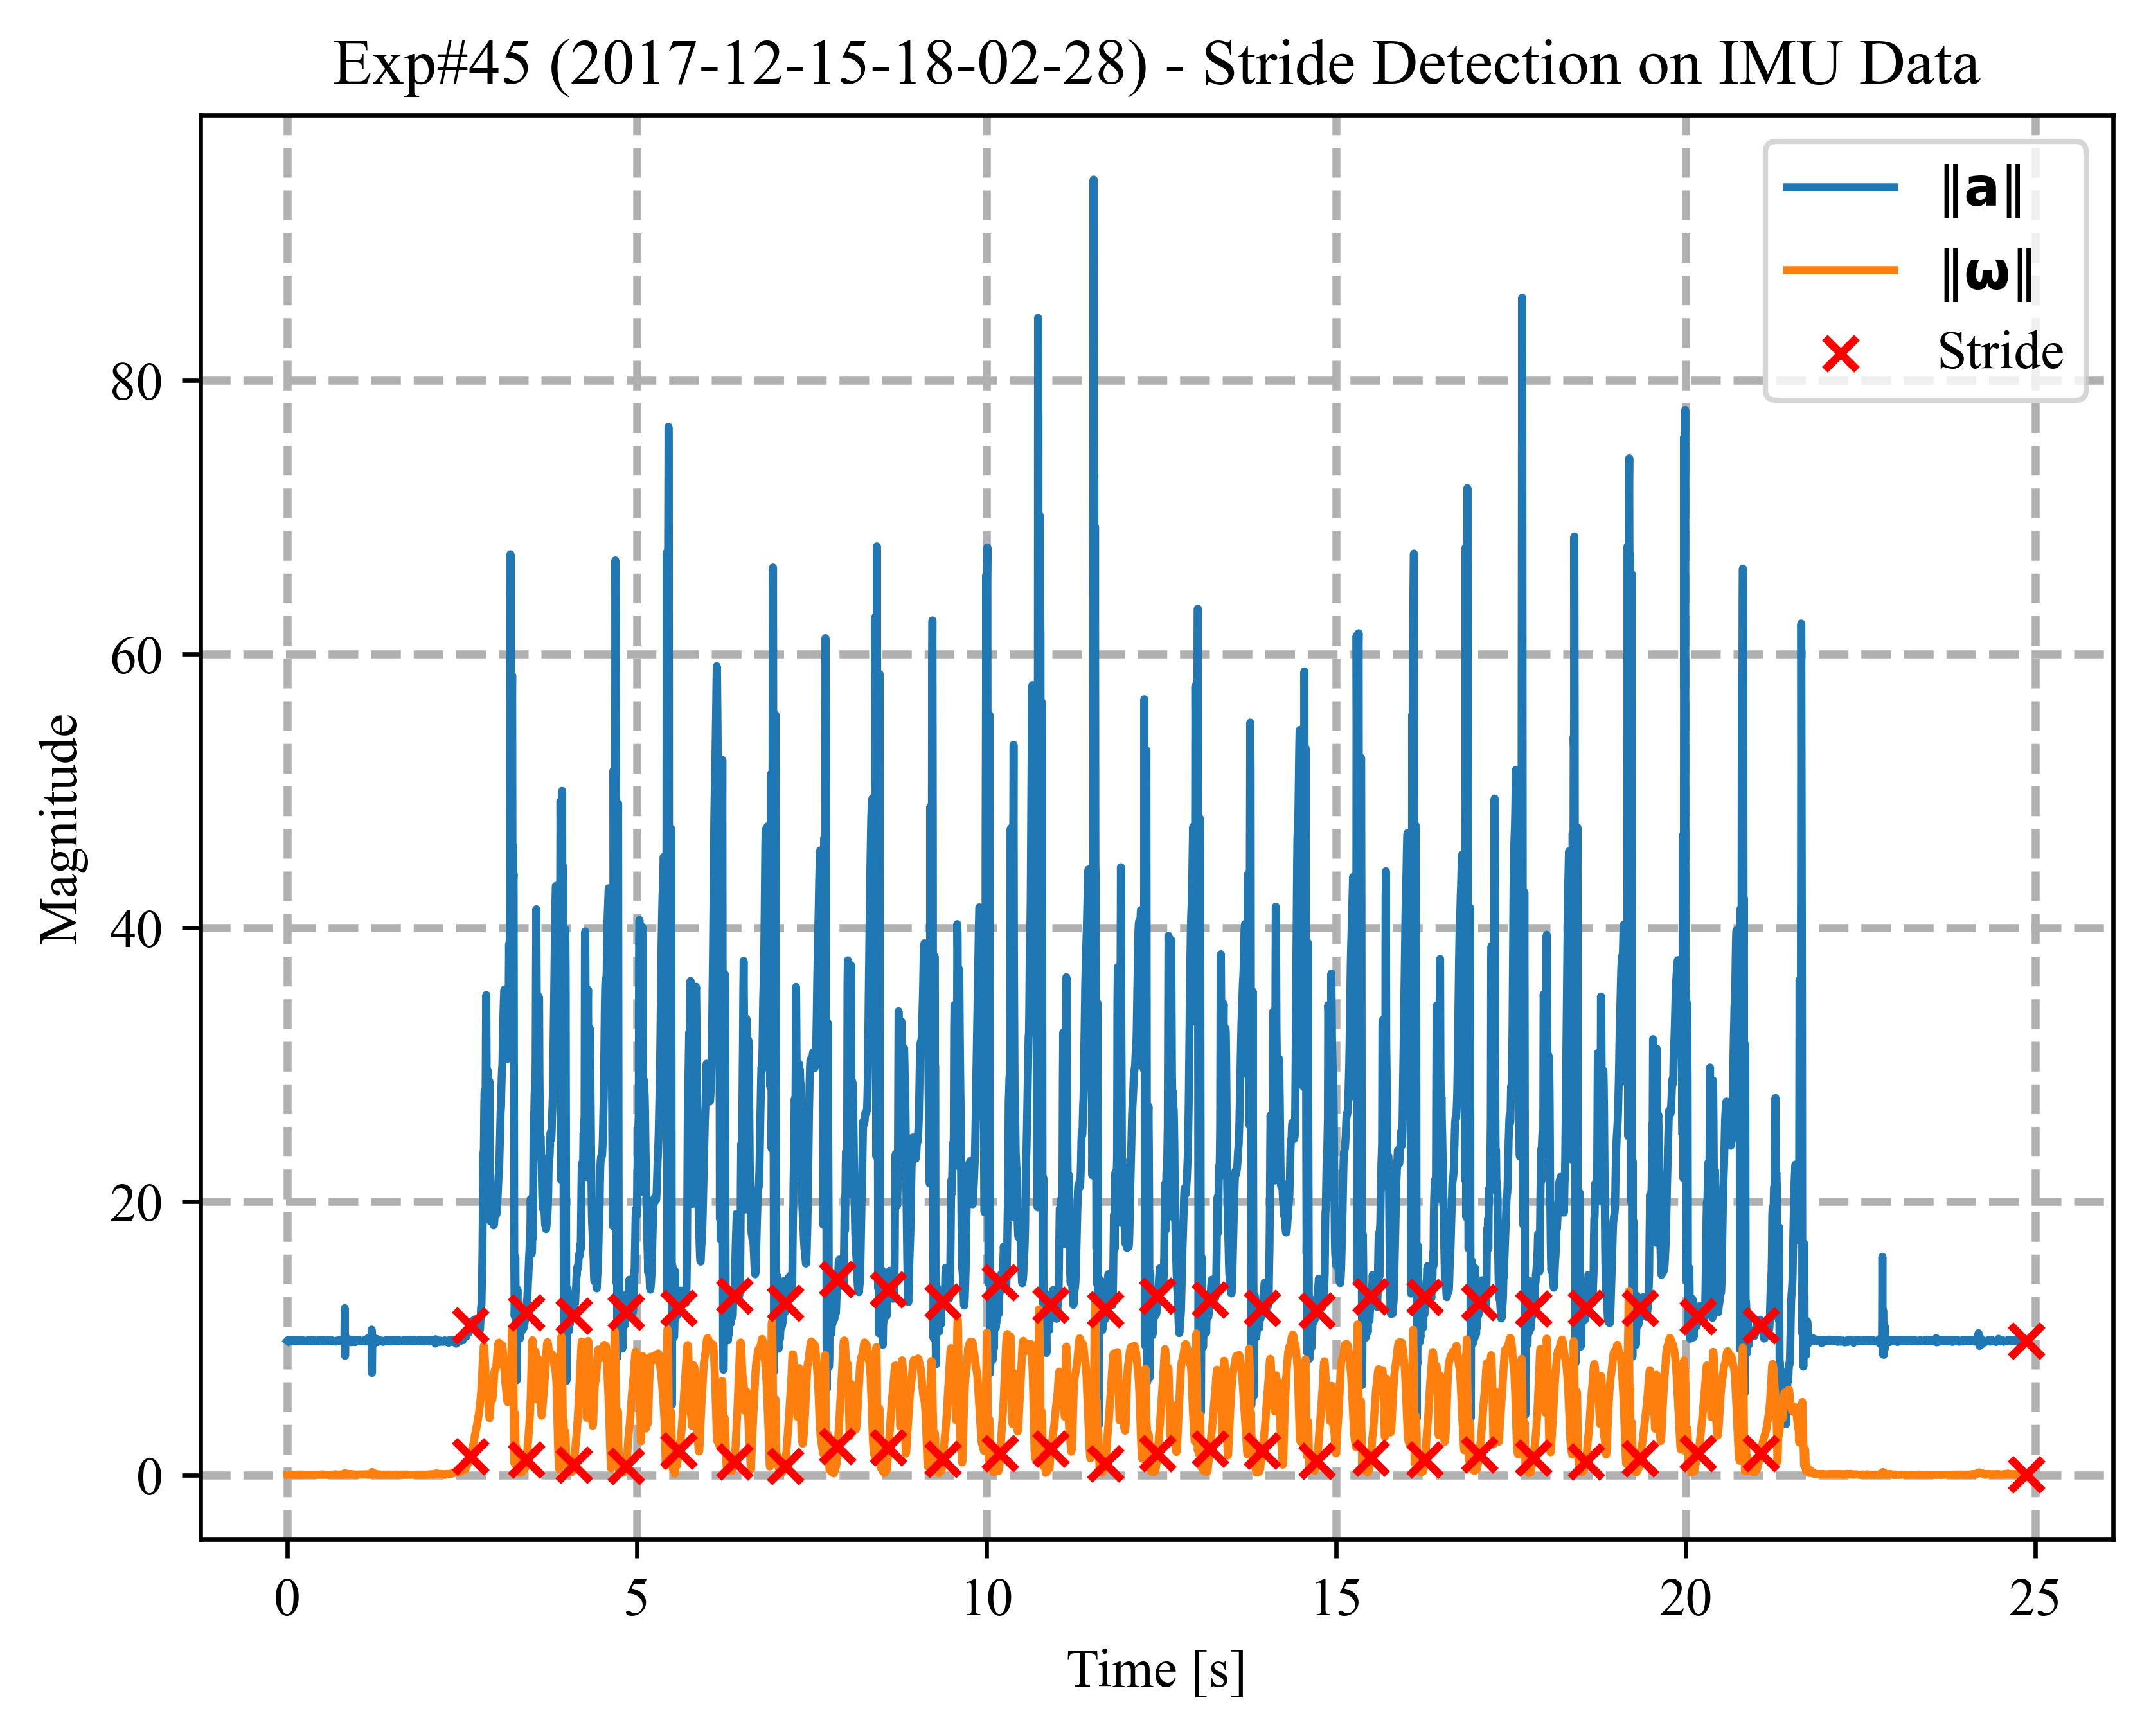 Exp#45 (2017-12-15-18-02-28) - Stride Detection on IMU Data
‖a‖
‖ω‖
Stride
80
60
40
20
0
Magnitude
0 5 10 15 20 25
Time [s]